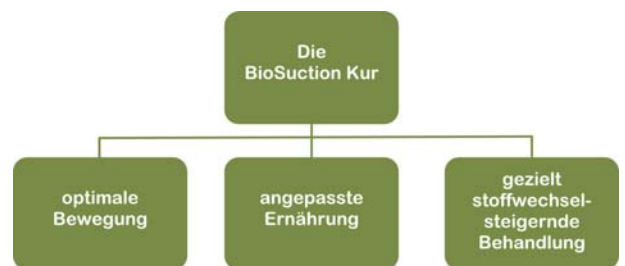 Die
BioSuction Kur
optimale
Bewegung
angepasste
Ernährung
gezielt
stoffwechsel-
steigernde
Behandlung